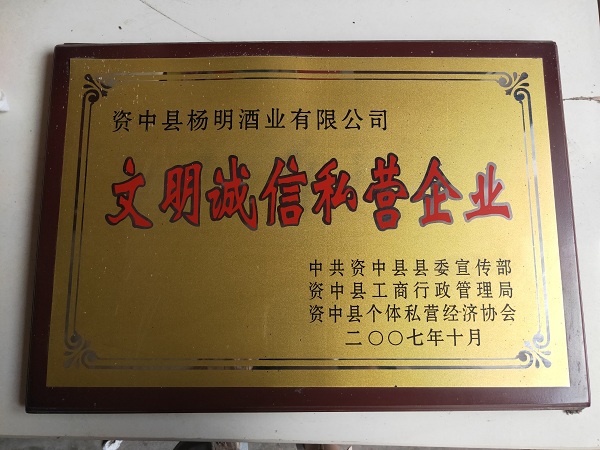 资中县杨明酒业有限公司
文明诚信私营企业
中共资中县县委宣传部
资中县工商行政管理局
资中县个体私营经济协会
二〇〇七年十月